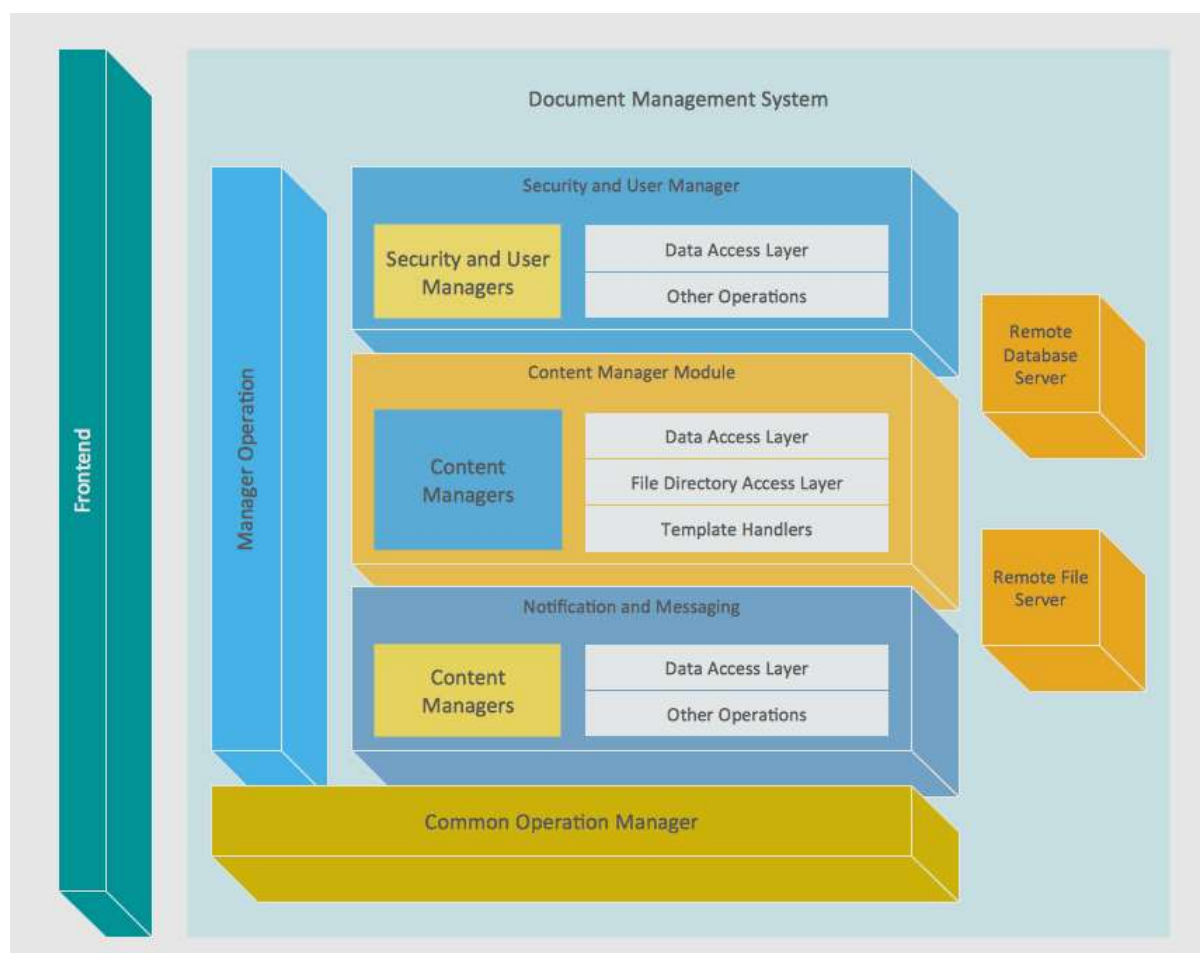 Document Management System
Frontend
Manager Operation
Security and User Manager
Security and User
Managers
Data Access Layer
Other Operations
Content Manager Module
Content
Managers
Data Access Layer
File Directory Access Layer
Template Handlers
Notification and Messaging
Content
Managers
Data Access Layer
Other Operations
Common Operation Manager
Remote
Database
Server
Remote File
Server